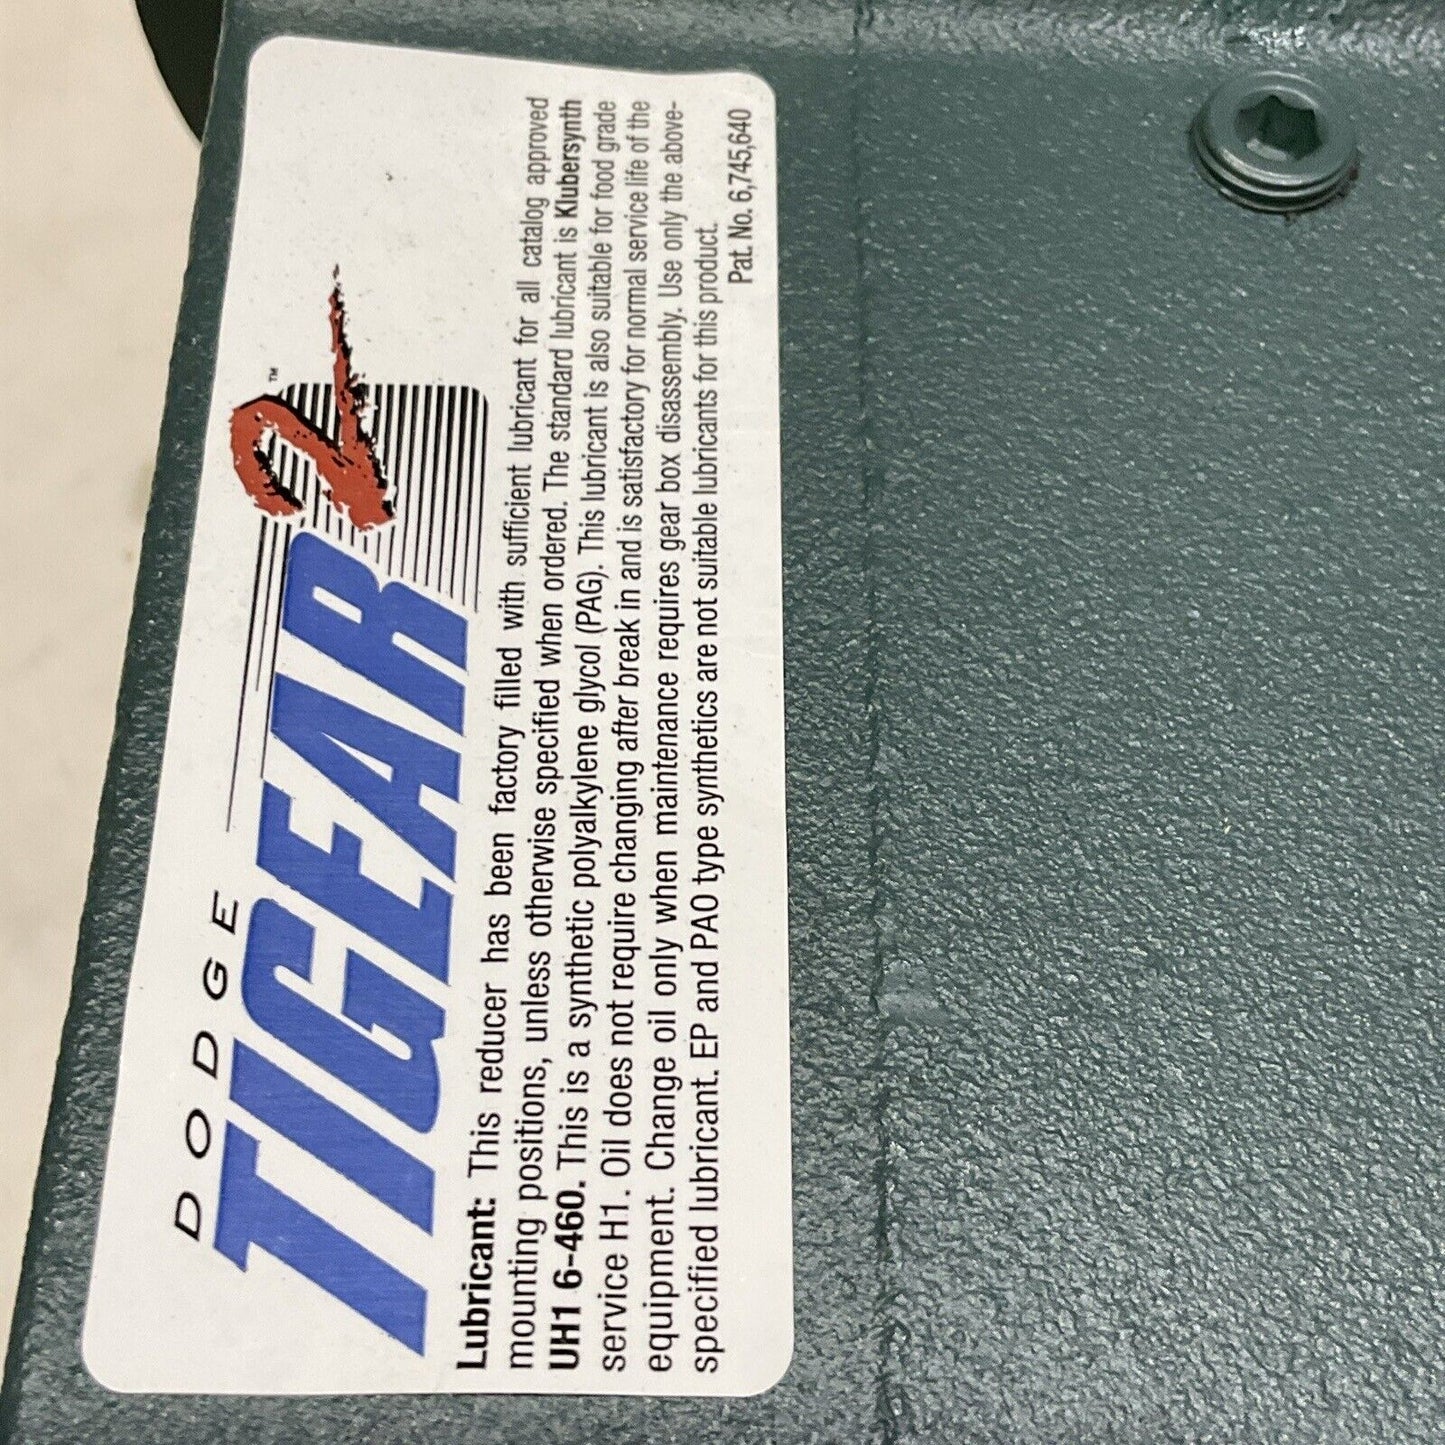 DODGE
TIGEAR 2™
Lubricant: This reducer has been factory filled with sufficient lubricant for all catalog approved
mounting positions, unless otherwise specified when ordered. The standard lubricant is Klubersynth
UH1 6-460. This is a synthetic polyalkylene glycol (PAG). This lubricant is also suitable for food grade
service H1. Oil does not require changing after break in and is satisfactory for normal service life of the
equipment. Change oil only when maintenance requires gear box disassembly. Use only the above-
specified lubricant. EP and PAO type synthetics are not suitable lubricants for this product.
Pat. No. 6,745,640